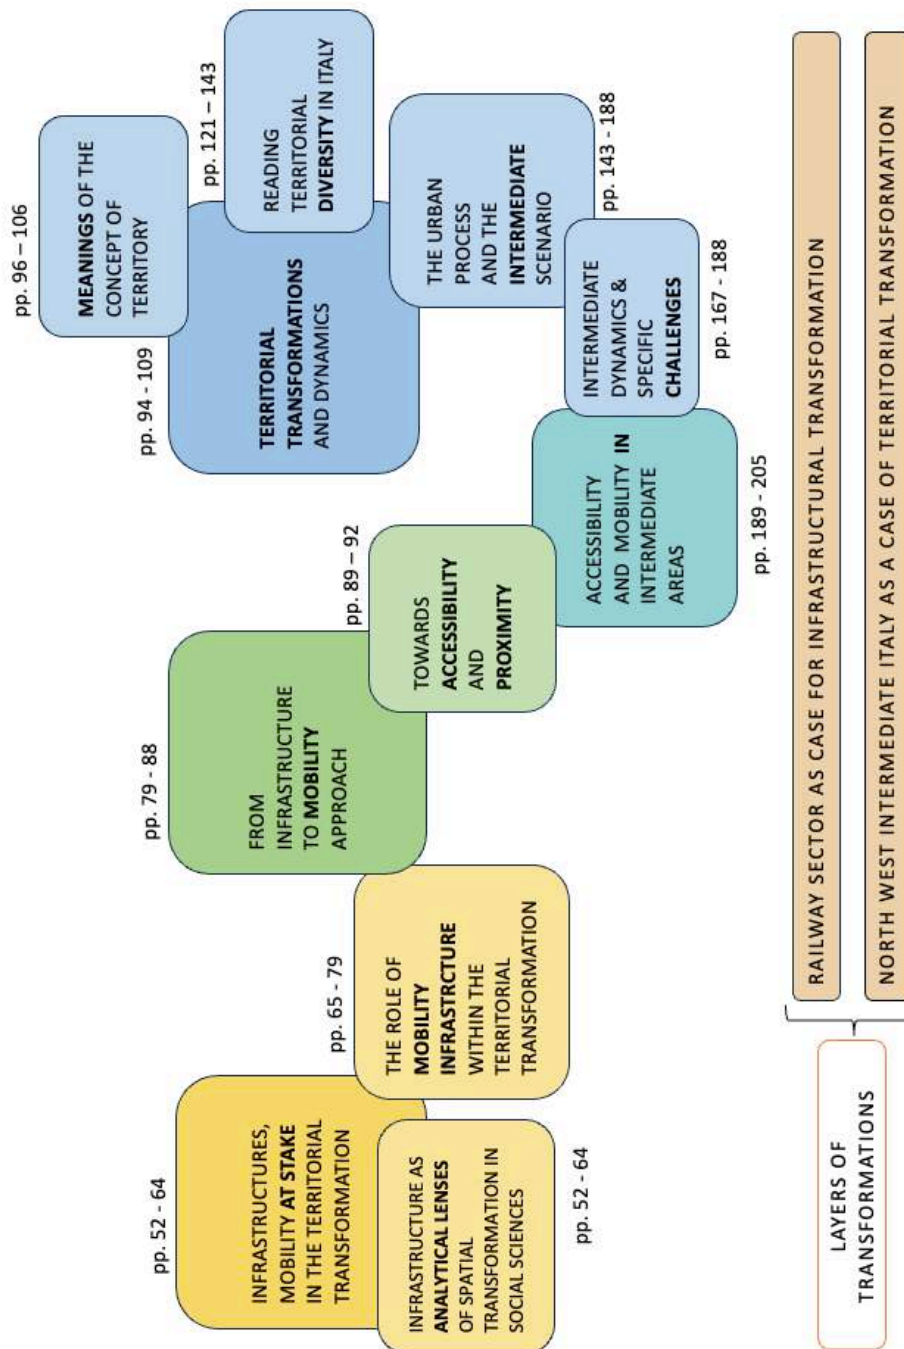 pp. 52 - 64
INFRASTRUCTURES,
MOBILITY AT STAKE
IN THE TERRITORIAL
TRANSFORMATION
INFRASTRUCTURE AS
ANALYTICAL LENSES
OF SPATIAL
TRANSFORMATION IN
SOCIAL SCIENCES
pp. 52 - 64
pp. 65 - 79
THE ROLE OF
MOBILITY
INFRASTRCTURE
WITHIN THE
TERRITORIAL
TRANSFORMATION
pp. 79 - 88
FROM
INFRASTRUCTURE
TO MOBILITY
APPROACH
pp. 89 – 92
TOWARDS
ACCESSIBILITY
AND
PROXIMITY
ACCESSIBILITY
AND MOBILITY IN
INTERMEDIATE
AREAS
pp. 189 - 205
pp. 94 - 109
TERRITORIAL
TRANSFORMATIONS
AND DYNAMICS
pp. 96 – 106
MEANINGS OF THE
CONCEPT OF
TERRITORY
pp. 121 – 143
READING
TERRITORIAL
DIVERSITY IN ITALY
THE URBAN
PROCESS
AND THE
INTERMEDIATE
SCENARIO
pp. 143 - 188
INTERMEDIATE
DYNAMICS &
SPECIFIC
CHALLENGES
pp. 167 - 188
LAYERS OF
TRANSFORMATIONS
RAILWAY SECTOR AS CASE FOR INFRASTRUCTURAL TRANSFORMATION
NORTH WEST INTERMEDIATE ITALY AS A CASE OF TERRITORIAL TRANSFORMATION